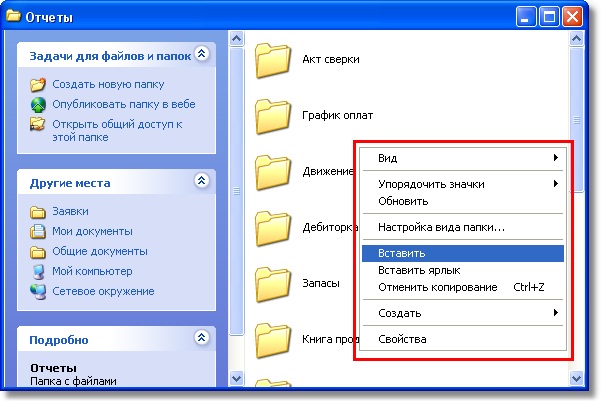 Отчеты
Задачи для файлов и папок
Создать новую папку
Опубликовать папку в вебе
Открыть общий доступ к
этой папке
Другие места
Заявки
Мои документы
Общие документы
Мой компьютер
Сетевое окружение
Подробно
Отчеты
Папка с файлами
Акт сверки
График оплат
Движение
Дебиторка
Запасы
Книга прод
Вид
Упорядочить значки
Обновить
Настройка вида папки...
Вставить
Вставить ярлык
Отменить копирование Ctrl+Z
Создать
Свойства